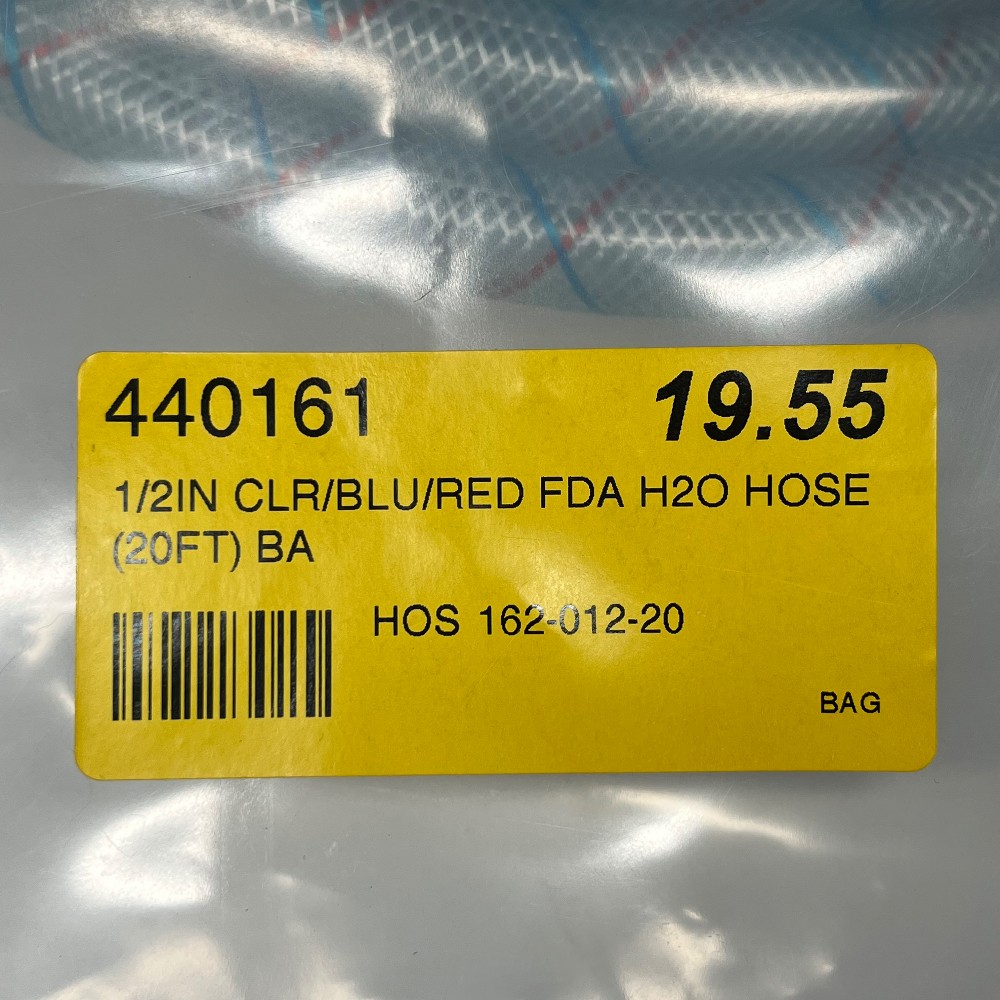 440161 19.55
1/2IN CLR/BLU/RED FDA H2O HOSE
(20FT) BA
HOS 162-012-20
BAG